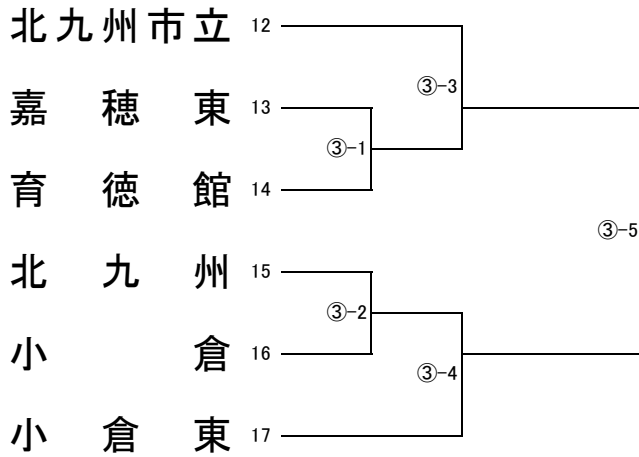 北九州市立 12
③-3
嘉穂東 13
③-1
育徳館 14
③-5
北九州 15
③-2
小倉 16
③-4
小倉東 17